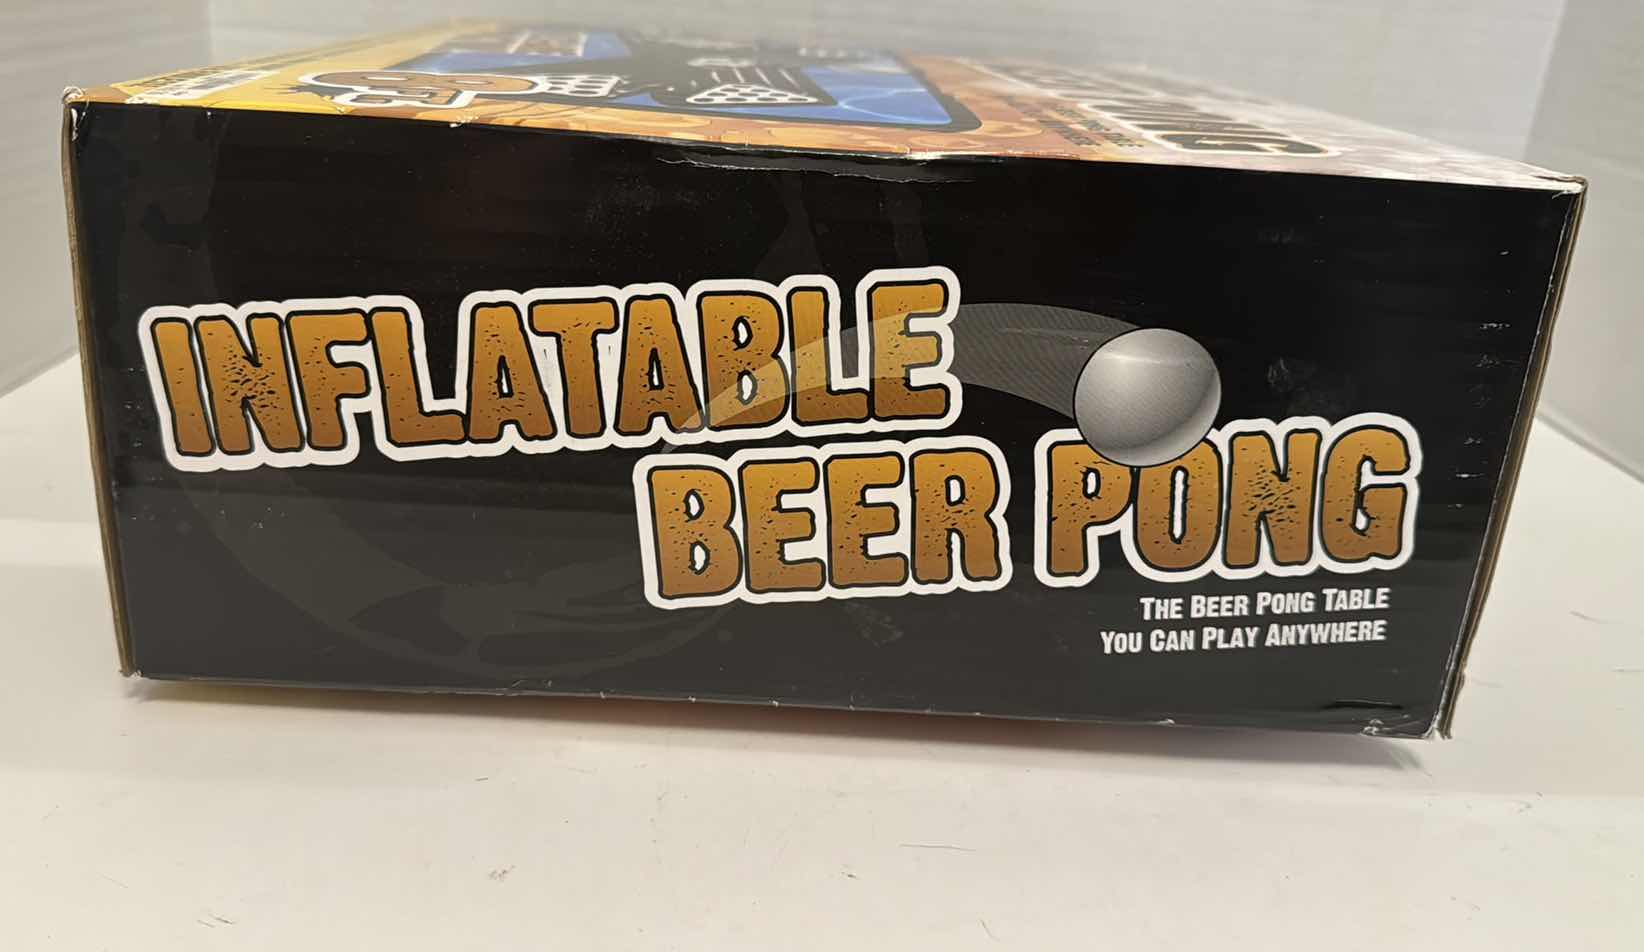 INFLATABLE
BEER PONG
THE BEER PONG TABLE
YOU CAN PLAY ANYWHERE